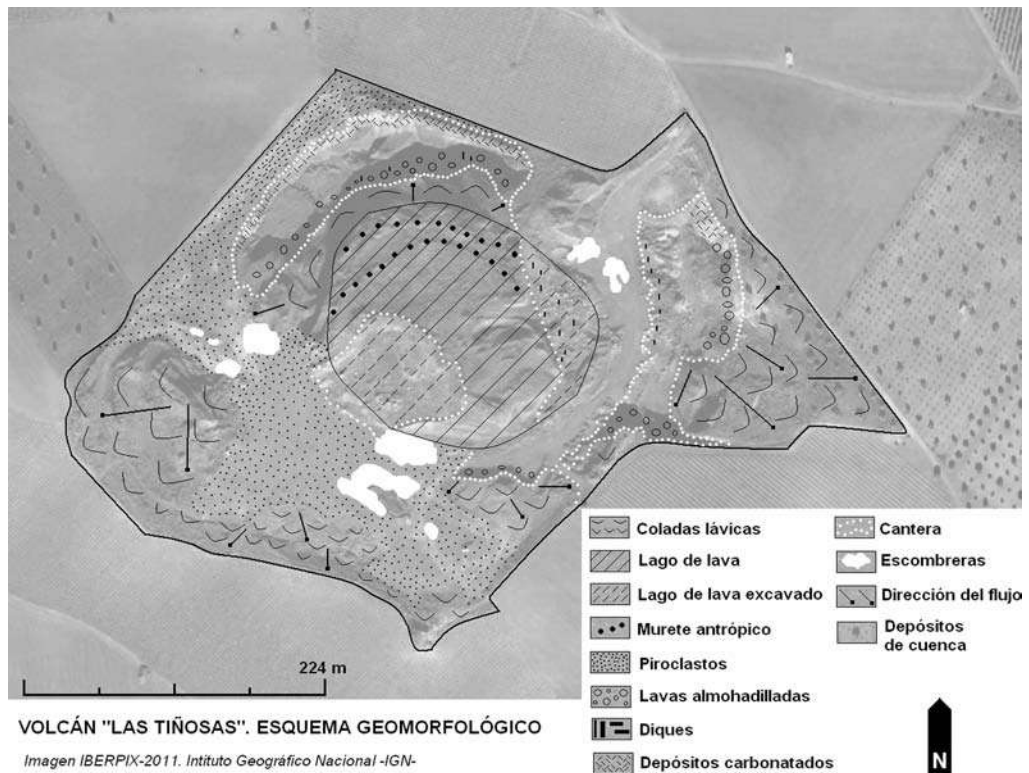 224 m
VOLCÁN "LAS TIÑOSAS". ESQUEMA GEOMORFOLÓGICO
Imagen IBERPIX-2011. Intituto Geográfico Nacional -IGN-
Coladas lávicas
Lago de lava
Lago de lava excavado
Murete antrópico
Piroclastos
Lavas almohadilladas
Diques
Depósitos carbonatados
Cantera
Escombreras
Dirección del flujo
Depósitos
de cuenca
N